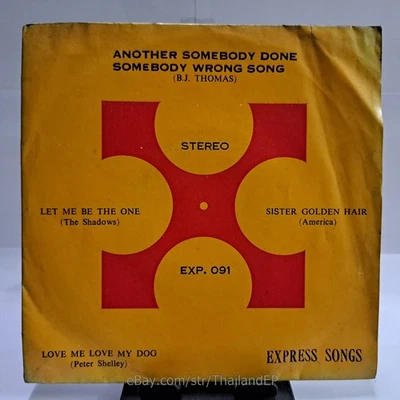 ANOTHER SOMEBODY DONE
SOMEBODY WRONG SONG
(B.J. THOMAS)
STEREO
LET ME BE THE ONE
(The Shadows)
SISTER GOLDEN HAIR
(America)
EXP. 091
LOVE ME LOVE MY DOG
(Peter Shelley)
EXPRESS SONGS
eBay.com/str/ThailandEP